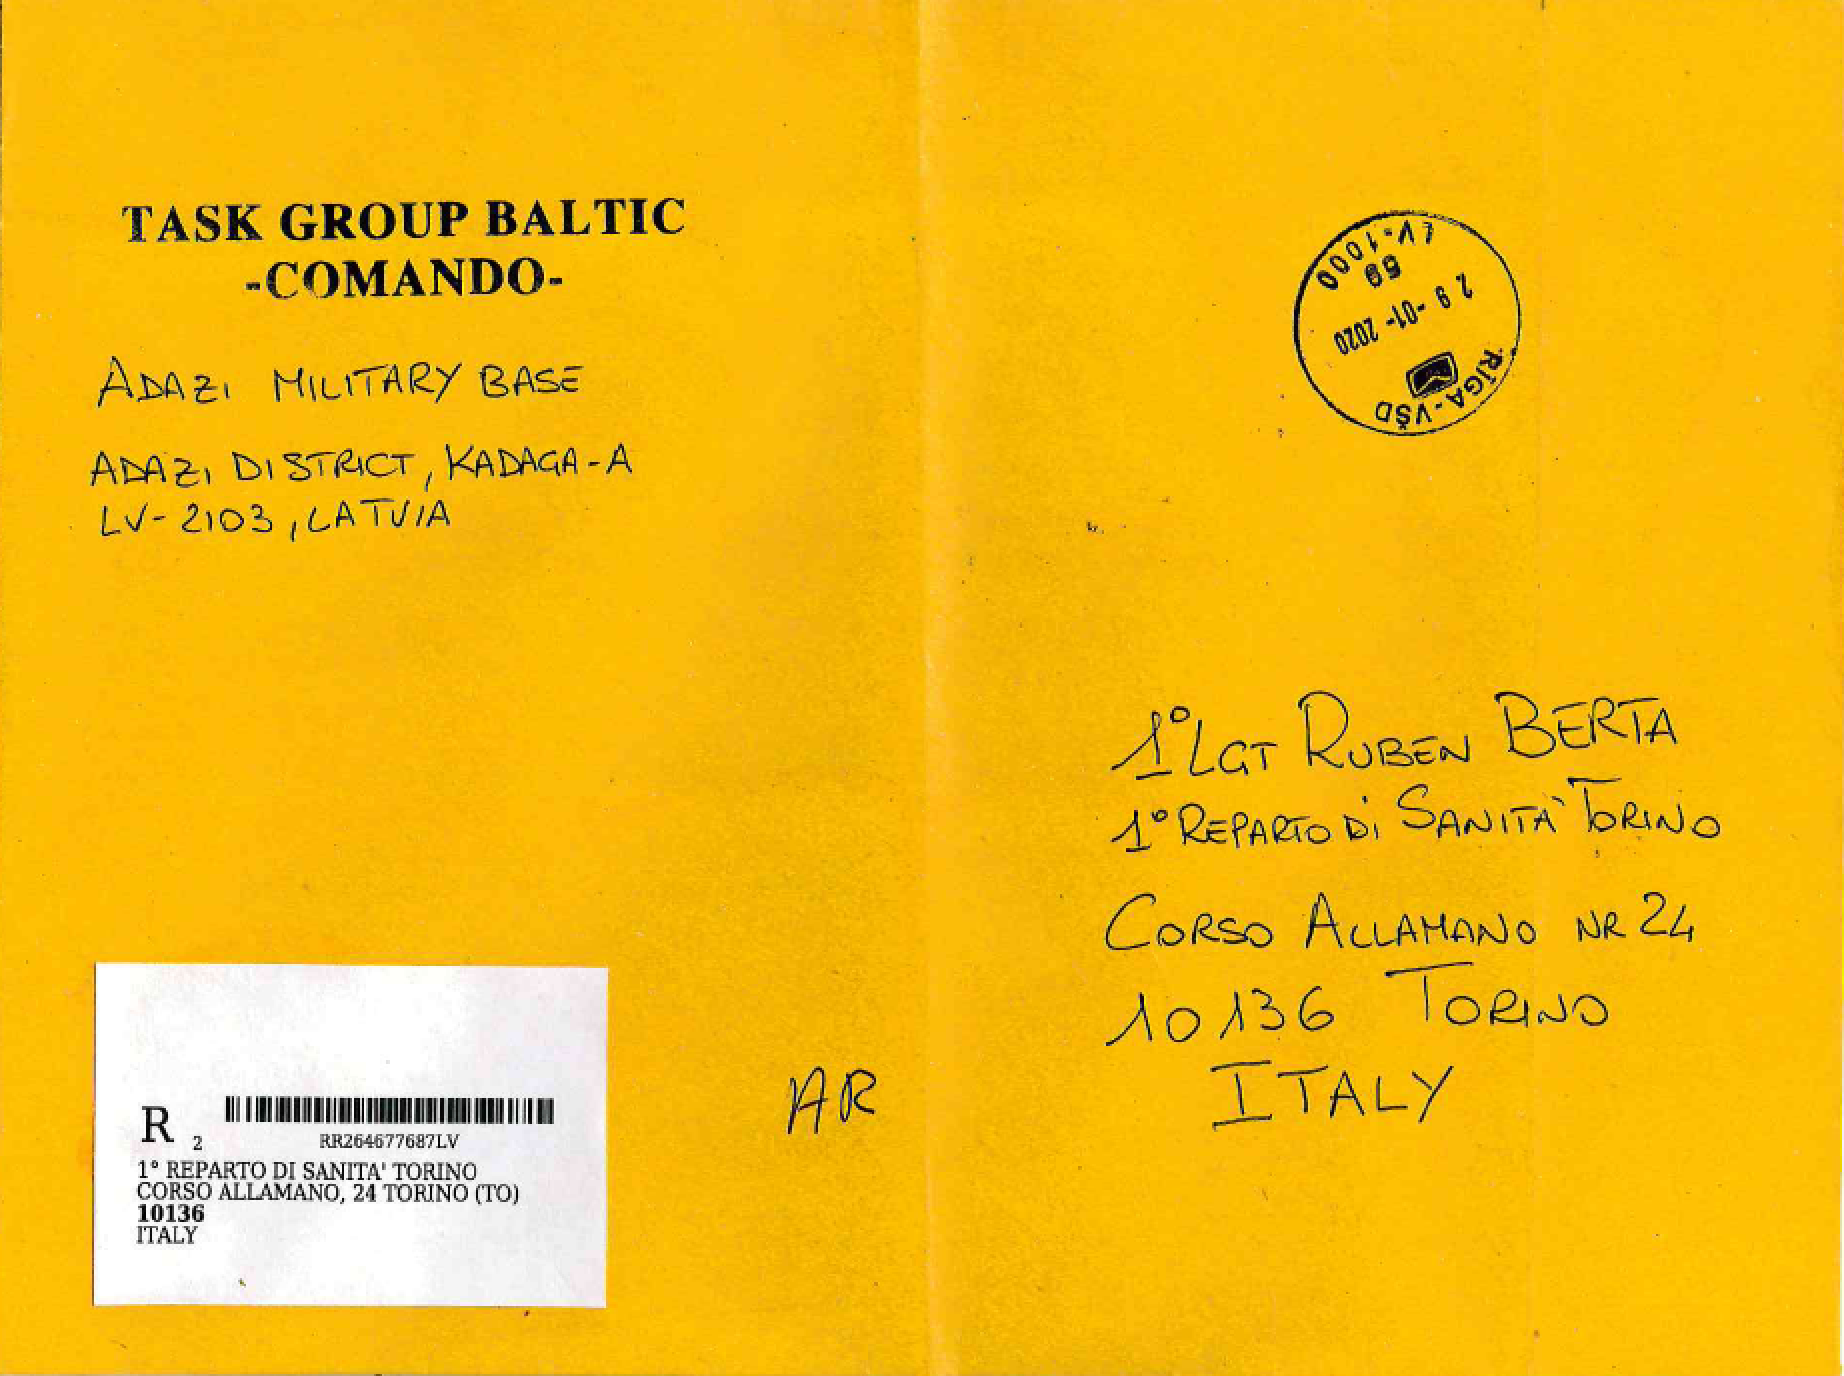 TASK GROUP BALTIC
-COMANDO-
ADAZI MILITARY BASE
ADAZI DISTRICT, KADAGA-A
LV-2103, LATVIA
LV-1000
59
29-01-2020
RĪGA-VŠD
1° LGT RUBEN BERTA
1° REPARTO DI SANITA' TORINO
CORSO ALLAMANO NR 24
10136 TORINO
ITALY
AR
R 2
RR264677687LV
1° REPARTO DI SANITA' TORINO
CORSO ALLAMANO, 24 TORINO (TO)
10136
ITALY